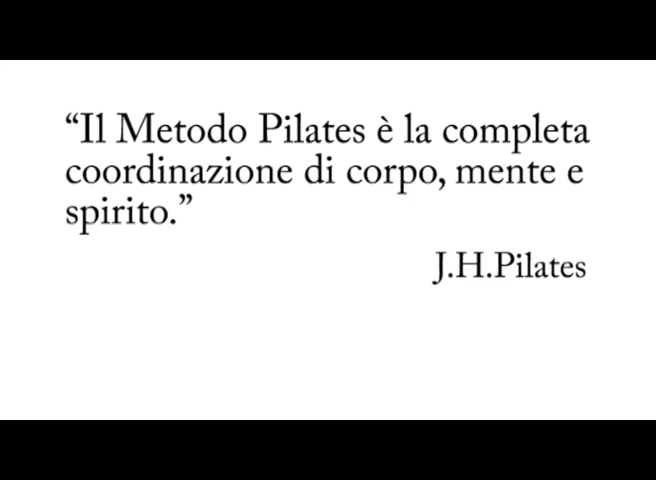 “Il Metodo Pilates è la completa
coordinazione di corpo, mente e
spirito.”
J.H.Pilates